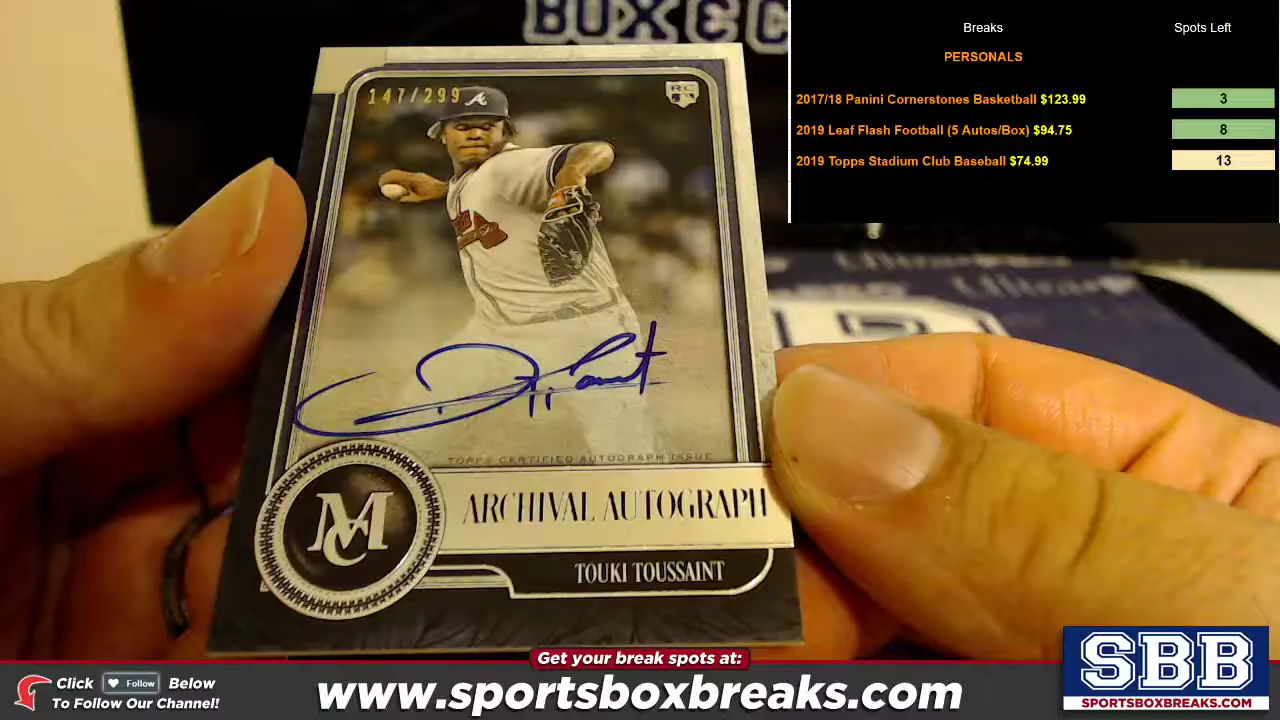 BOX & C
Breaks
Spots Left
PERSONALS
2017/18 Panini Cornerstones Basketball $123.99
3
2019 Leaf Flash Football (5 Autos/Box) $94.75
8
2019 Topps Stadium Club Baseball $74.99
13
147/299
RC
TOPPS CERTIFIED AUTOGRAPH ISSUE
MC
ARCHIVAL AUTOGRAPH
TOUKI TOUSSAINT
Get your break spots at:
Click Follow Below
To Follow Our Channel!
www.sportsboxbreaks.com
SBB
SPORTSBOXBREAKS.COM